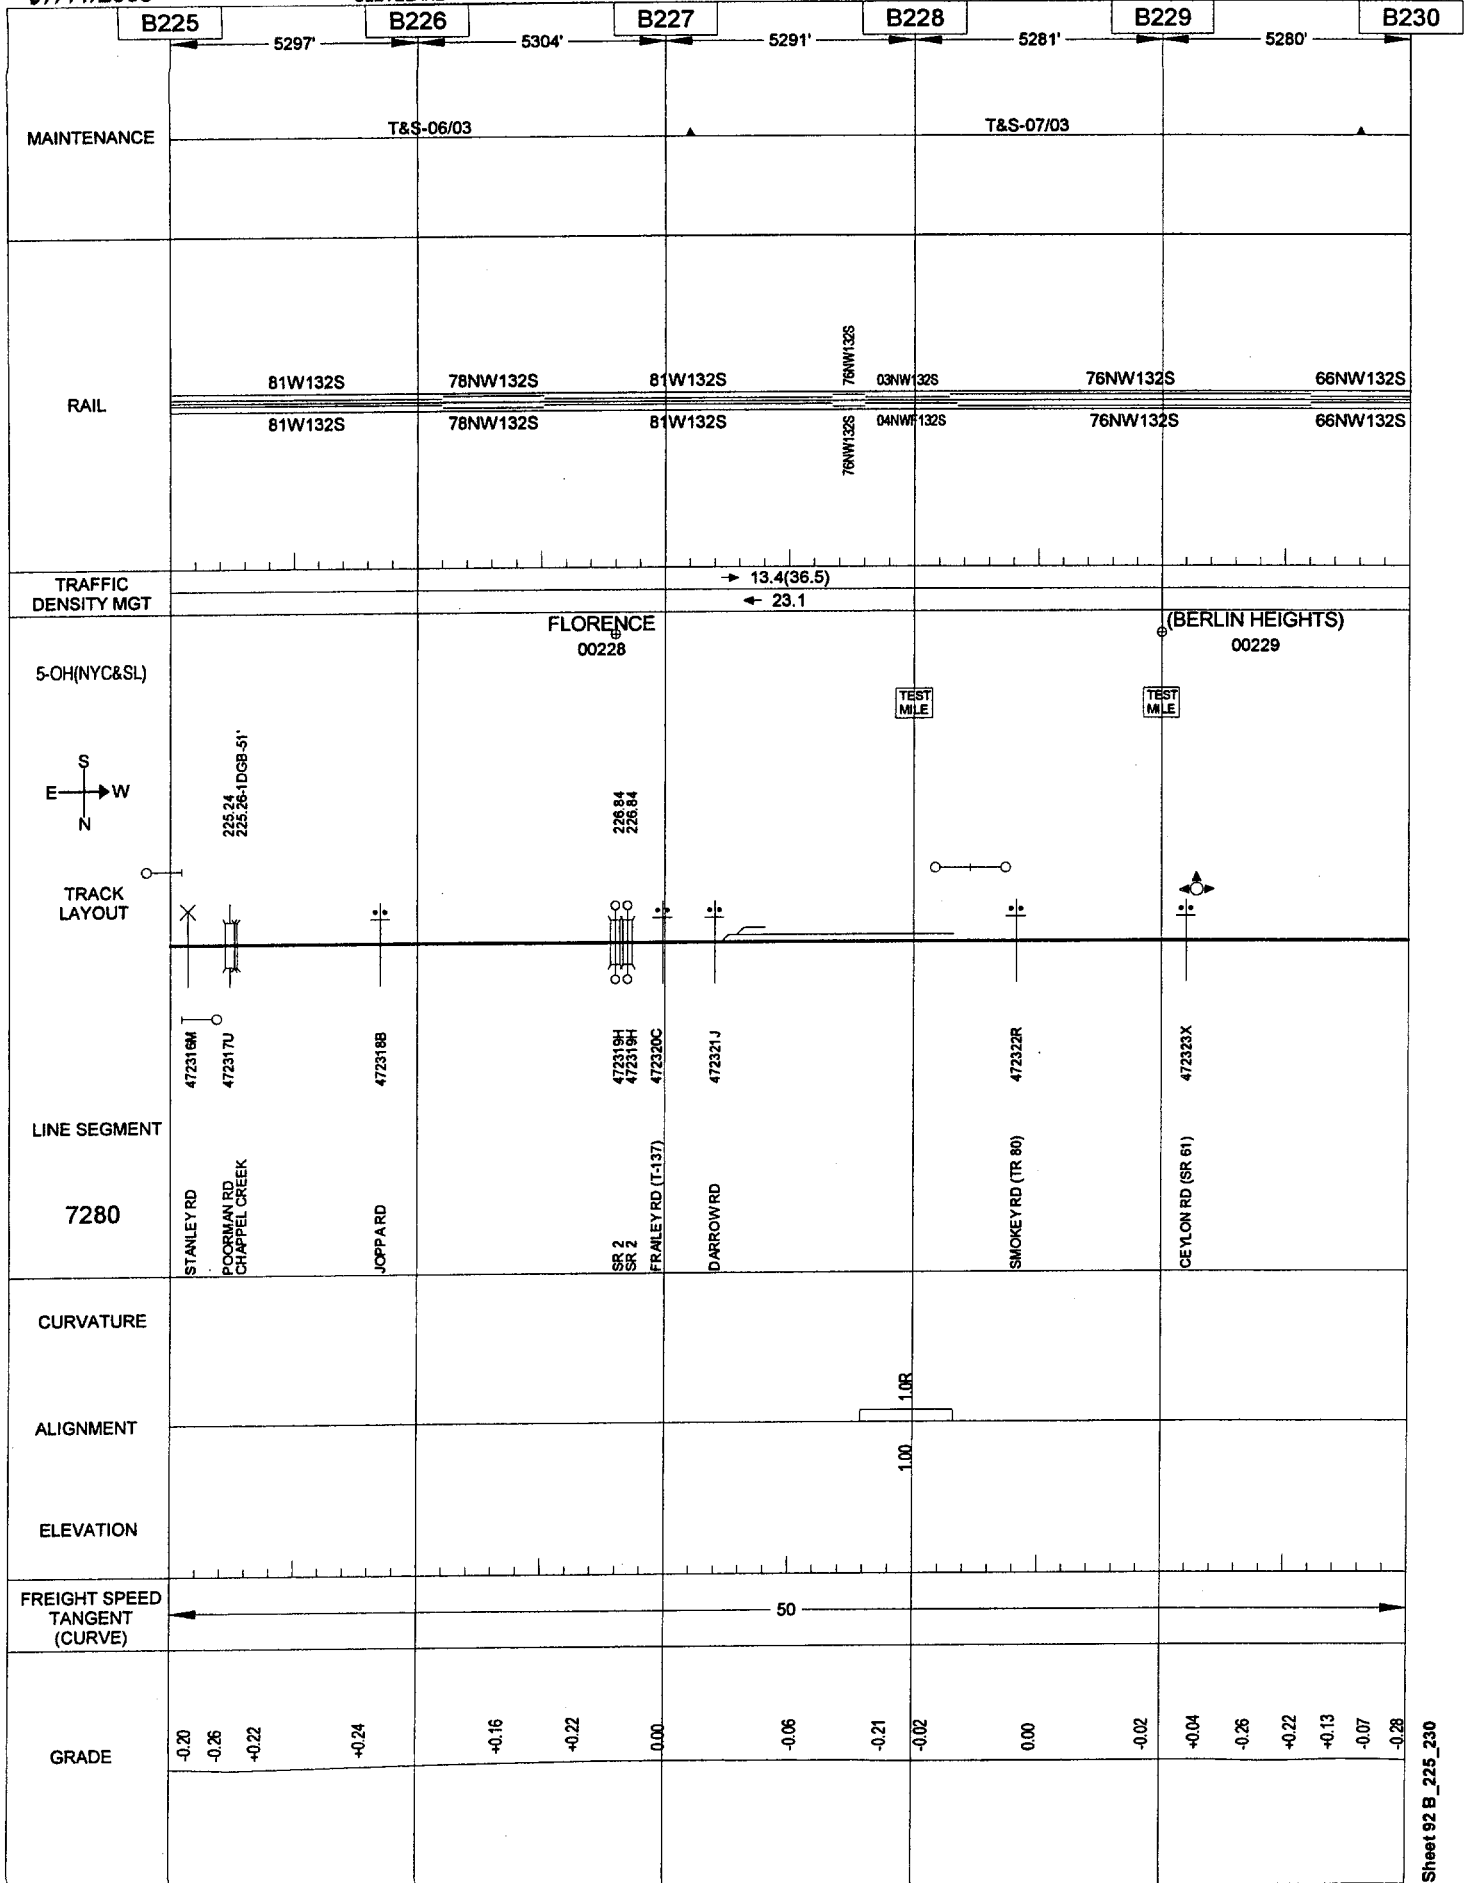 B225 B226 B227 B228 B229 B230
5297' 5304' 5291' 5281' 5280'
MAINTENANCE
T&S-06/03 T&S-07/03
RAIL
81W132S 78NW132S 81W132S 76NW132S 03NW132S 76NW132S 66NW132S
81W132S 78NW132S 81W132S 76NW132S 04NWF132S 76NW132S 66NW132S
TRAFFIC
DENSITY MGT
13.4(36.5)
23.1
FLORENCE
00228
(BERLIN HEIGHTS)
00229
5-OH(NYC&SL)
TEST
MILE
TEST
MILE
S
E W
N
225.24
225.26-1DGB-51'
226.84
226.84
TRACK
LAYOUT
472316M
472317U
472318B
472319H
472319H
472320C
472321J
472322R
472323X
LINE SEGMENT
7280
STANLEY RD
POORMAN RD
CHAPPEL CREEK
JOPPA RD
SR 2
SR 2
FRAILEY RD (T-137)
DARROW RD
SMOKEY RD (TR 80)
CEYLON RD (SR 61)
CURVATURE
1.0R
ALIGNMENT
1.00
ELEVATION
FREIGHT SPEED
TANGENT
(CURVE)
50
GRADE
-0.20
-0.26
+0.22
+0.24
+0.16
+0.22
0.00
-0.06
-0.21
-0.02
0.00
-0.02
+0.04
-0.26
+0.22
+0.13
-0.07
-0.28
Sheet 92 B_225_230